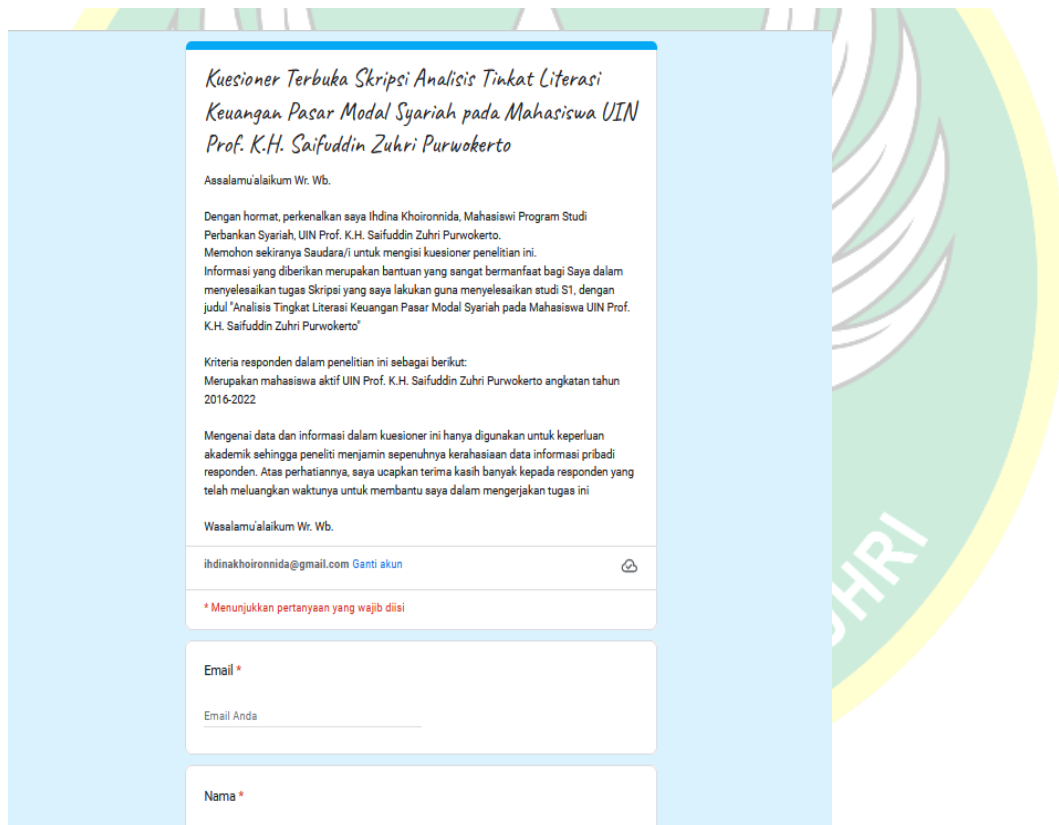 Kuesioner Terbuka Skripsi Analisis Tinkat Literasi
Keuangan Pasar Modal Syariah pada Mahasiswa UIN
Prof. K.H. Saifuddin Zuhri Purwokerto
Assalamu'alaikum Wr. Wb.
Dengan hormat, perkenalkan saya Ihdina Khoironnida, Mahasiswi Program Studi
Perbankan Syariah, UIN Prof. K.H. Saifuddin Zuhri Purwokerto.
Memohon sekiranya Saudara/i untuk mengisi kuesioner penelitian ini.
Informasi yang diberikan merupakan bantuan yang sangat bermanfaat bagi Saya dalam
menyelesaikan tugas Skripsi yang saya lakukan guna menyelesaikan studi S1, dengan
judul "Analisis Tingkat Literasi Keuangan Pasar Modal Syariah pada Mahasiswa UIN Prof.
K.H. Saifuddin Zuhri Purwokerto"
Kriteria responden dalam penelitian ini sebagai berikut:
Merupakan mahasiswa aktif UIN Prof. K.H. Saifuddin Zuhri Purwokerto angkatan tahun
2016-2022
Mengenai data dan informasi dalam kuesioner ini hanya digunakan untuk keperluan
akademik sehingga peneliti menjamin sepenuhnya kerahasiaan data informasi pribadi
responden. Atas perhatiannya, saya ucapkan terima kasih banyak kepada responden yang
telah meluangkan waktunya untuk membantu saya dalam mengerjakan tugas ini
Wasalamu'alaikum Wr. Wb.
ihdinakhoironnida@gmail.com Ganti akun
* Menunjukkan pertanyaan yang wajib diisi
Email *
Email Anda
Nama *